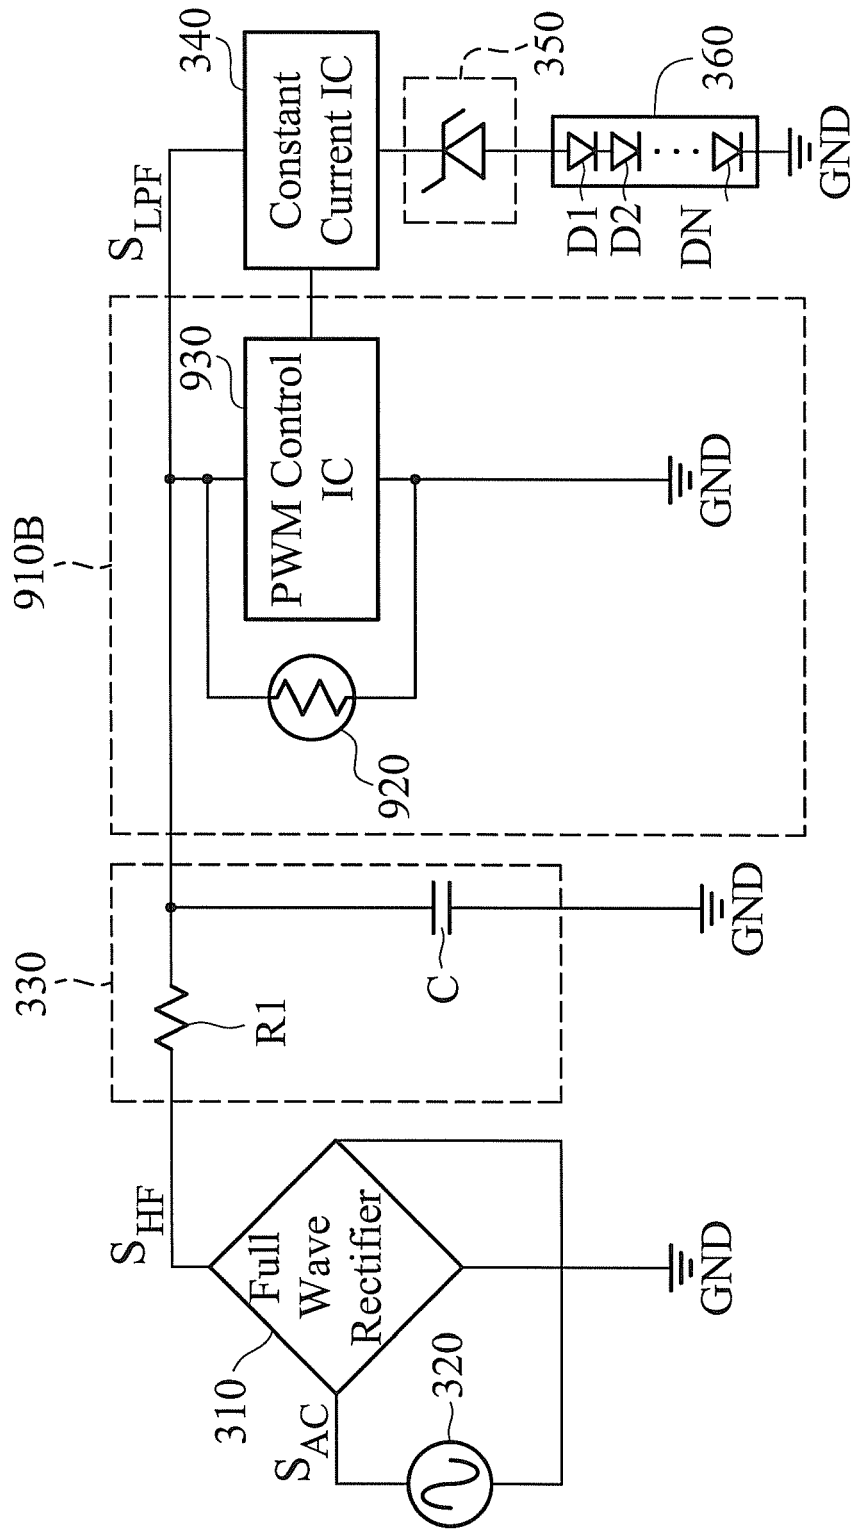 910B
330
S_HF
S_LPF
340
310
Full
Wave
Rectifier
S_AC
320
GND
R1
C
GND
930
PWM Control
IC
920
GND
Constant
Current IC
350
360
D1
D2
DN
GND